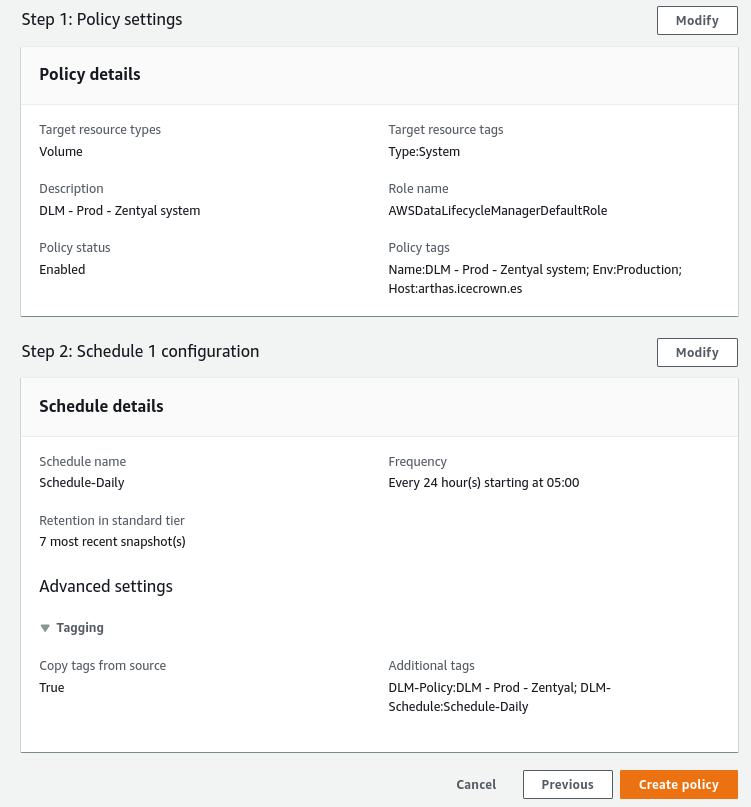 Step 1: Policy settings
Modify
Policy details
Target resource types
Volume
Target resource tags
Type:System
Description
DLM - Prod - Zentyal system
Role name
AWSDataLifecycleManagerDefaultRole
Policy status
Enabled
Policy tags
Name:DLM - Prod - Zentyal system; Env:Production;
Host:arthas.icecrown.es
Step 2: Schedule 1 configuration
Modify
Schedule details
Schedule name
Schedule-Daily
Frequency
Every 24 hour(s) starting at 05:00
Retention in standard tier
7 most recent snapshot(s)
Advanced settings
Tagging
Copy tags from source
True
Additional tags
DLM-Policy:DLM - Prod - Zentyal; DLM-
Schedule:Schedule-Daily
Cancel
Previous
Create policy